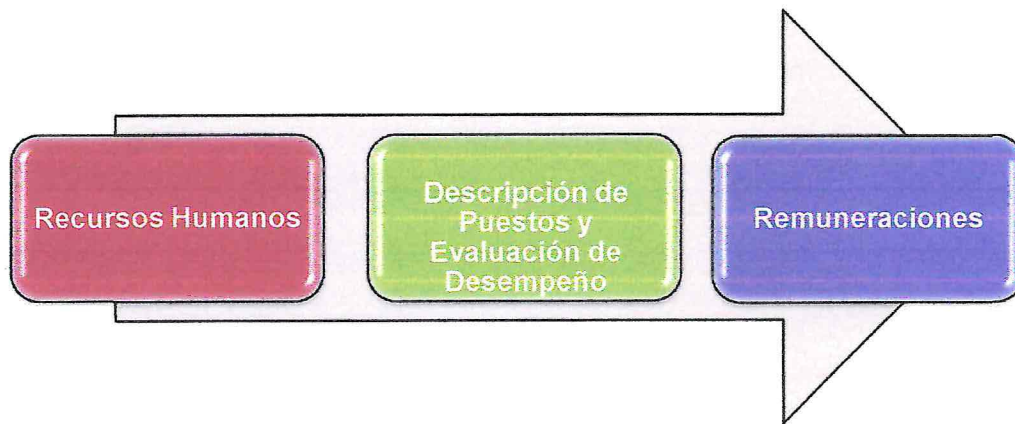 Recursos Humanos
Descripción de
Puestos y
Evaluación de
Desempeño
Remuneraciones